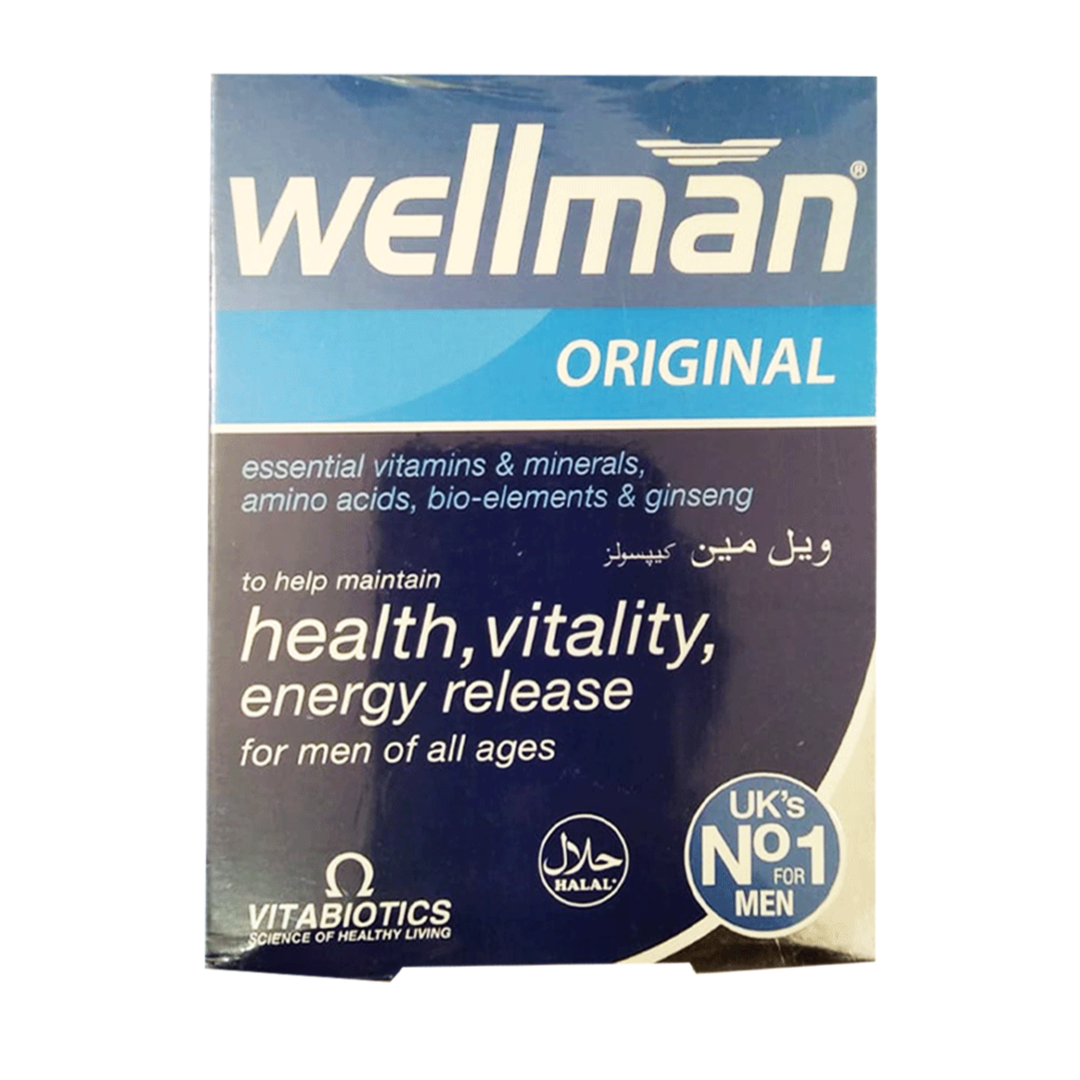 wellman®
ORIGINAL
essential vitamins & minerals,
amino acids, bio-elements & ginseng
ویل مین کیپسولز
to help maintain
health, vitality,
energy release
for men of all ages
UK's
No1
FOR
MEN
حلال
HALAL
VITABIOTICS
SCIENCE OF HEALTHY LIVING